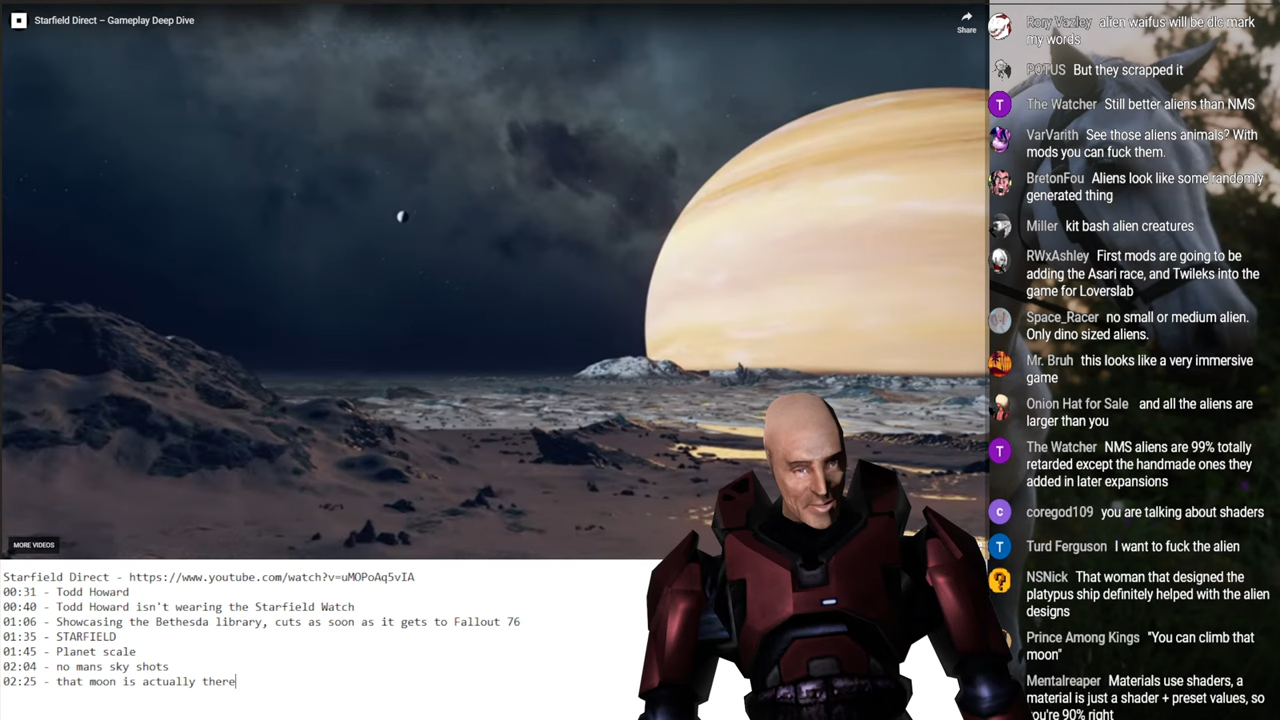 Starfield Direct – Gameplay Deep Dive
Share
MORE VIDEOS
Starfield Direct - https://www.youtube.com/watch?v=uMOPoAq5vIA
00:31 - Todd Howard
00:40 - Todd Howard isn't wearing the Starfield Watch
01:06 - Showcasing the Bethesda library, cuts as soon as it gets to Fallout 76
01:35 - STARFIELD
01:45 - Planet scale
02:04 - no mans sky shots
02:25 - that moon is actually there
Rory Vazley alien waifus will be dlc mark
my words
POTUS But they scrapped it
T The Watcher Still better aliens than NMS
VarVarith See those aliens animals? With
mods you can fuck them.
BretonFou Aliens look like some randomly
generated thing
Miller kit bash alien creatures
RWxAshley First mods are going to be
adding the Asari race, and Twileks into the
game for Loverslab
Space_Racer no small or medium alien.
Only dino sized aliens.
Mr. Bruh this looks like a very immersive
game
Onion Hat for Sale and all the aliens are
larger than you
T The Watcher NMS aliens are 99% totally
retarded except the handmade ones they
added in later expansions
c coregod109 you are talking about shaders
T Turd Ferguson I want to fuck the alien
NSNick That woman that designed the
platypus ship definitely helped with the alien
designs
Prince Among Kings "You can climb that
moon"
Mentalreaper Materials use shaders, a
material is just a shader + preset values, so
you're 90% right